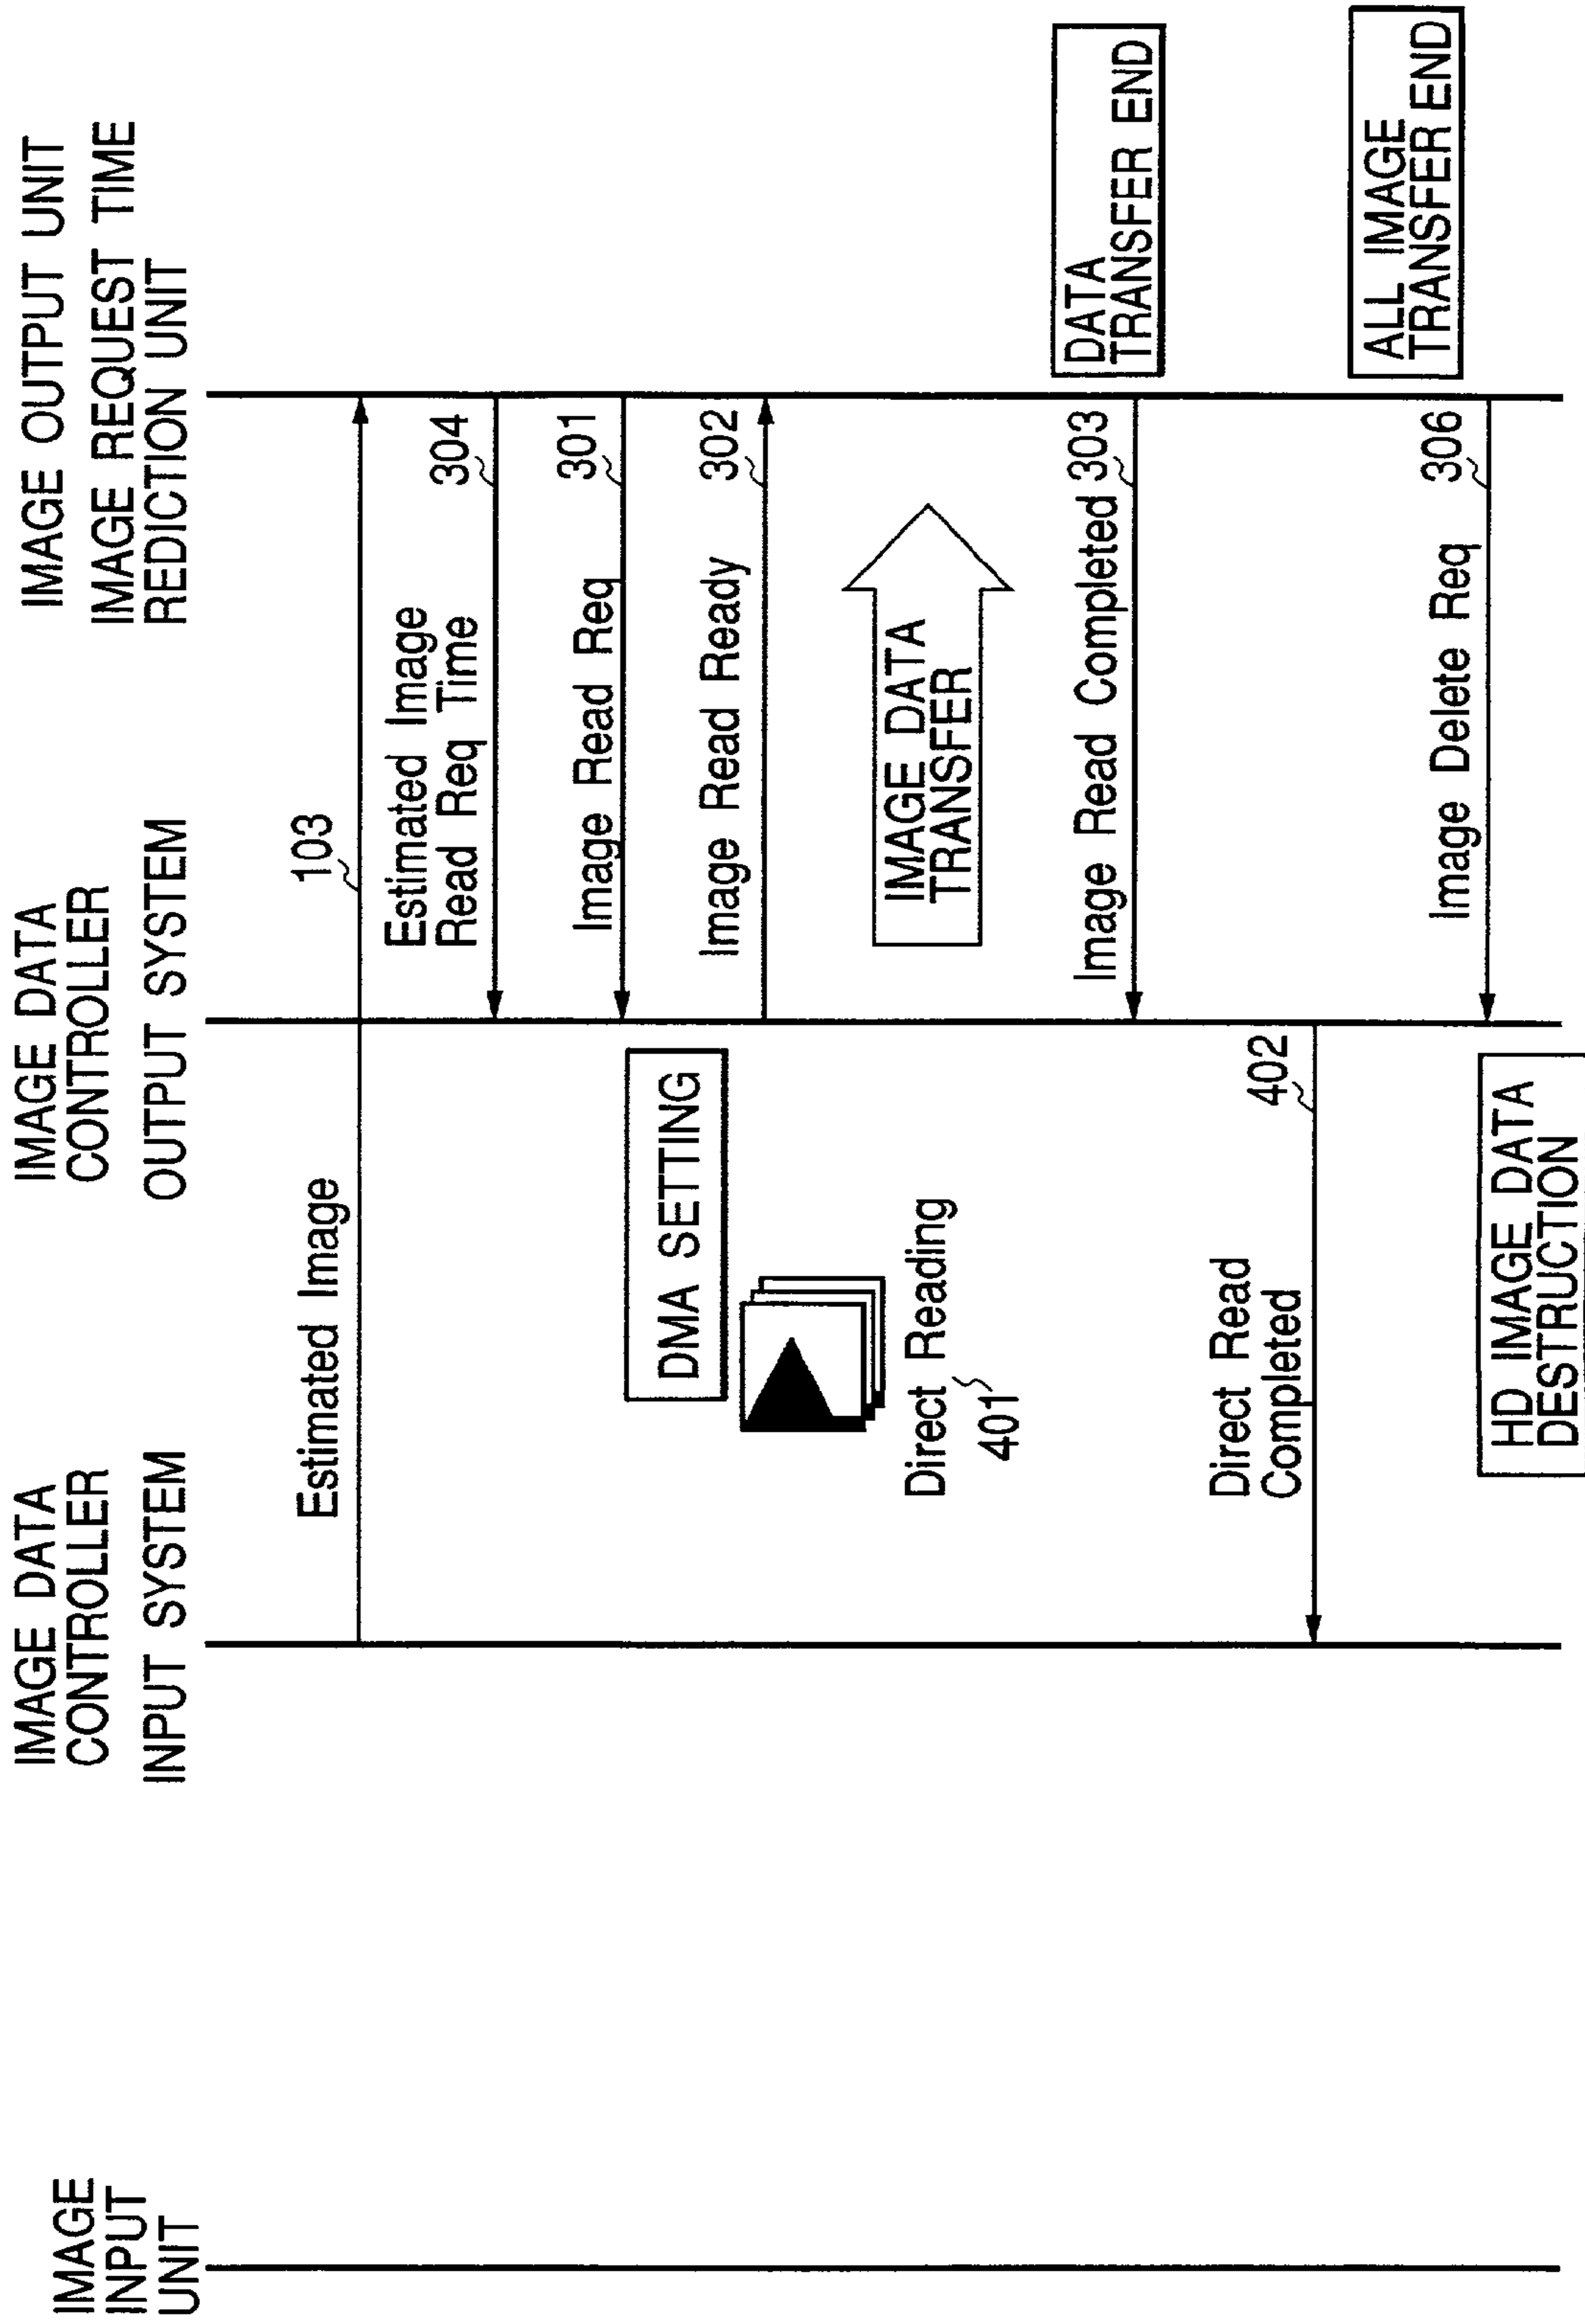 IMAGE
INPUT
UNIT
IMAGE DATA
CONTROLLER
INPUT SYSTEM
IMAGE DATA
CONTROLLER
OUTPUT SYSTEM
IMAGE OUTPUT UNIT
IMAGE REQUEST TIME
REDICTION UNIT
Estimated Image
103
Estimated Image
Read Req Time
304
Image Read Req
301
DMA SETTING
Image Read Ready
302
Direct Reading
401
IMAGE DATA
TRANSFER
Image Read Completed
303
DATA
TRANSFER END
Direct Read
Completed
402
ALL IMAGE
TRANSFER END
Image Delete Req
306
HD IMAGE DATA
DESTRUCTION